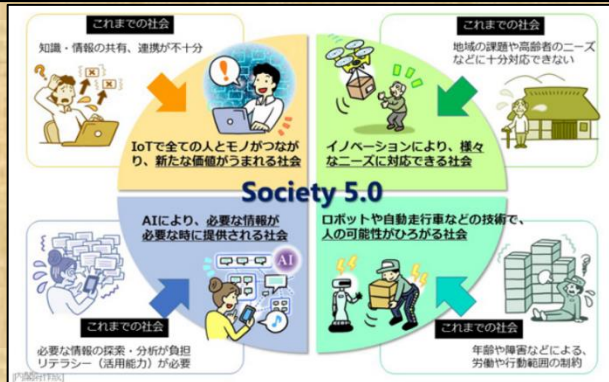 これまでの社会
知識・情報の共有、連携が不十分
これまでの社会
地域の課題や高齢者のニーズ
などに十分対応できない
IoTで全ての人とモノがつなが
り、新たな価値がうまれる社会
イノベーションにより、様々
なニーズに対応できる社会
Society 5.0
AIにより、必要な情報が
必要な時に提供される社会
ロボットや自動走行車などの技術で、
人の可能性がひろがる社会
AI
これまでの社会
必要な情報の探索・分析が負担
リテラシー（活用能力）が必要
これまでの社会
年齢や障害などによる、
労働や行動範囲の制約
[内閣府作成]